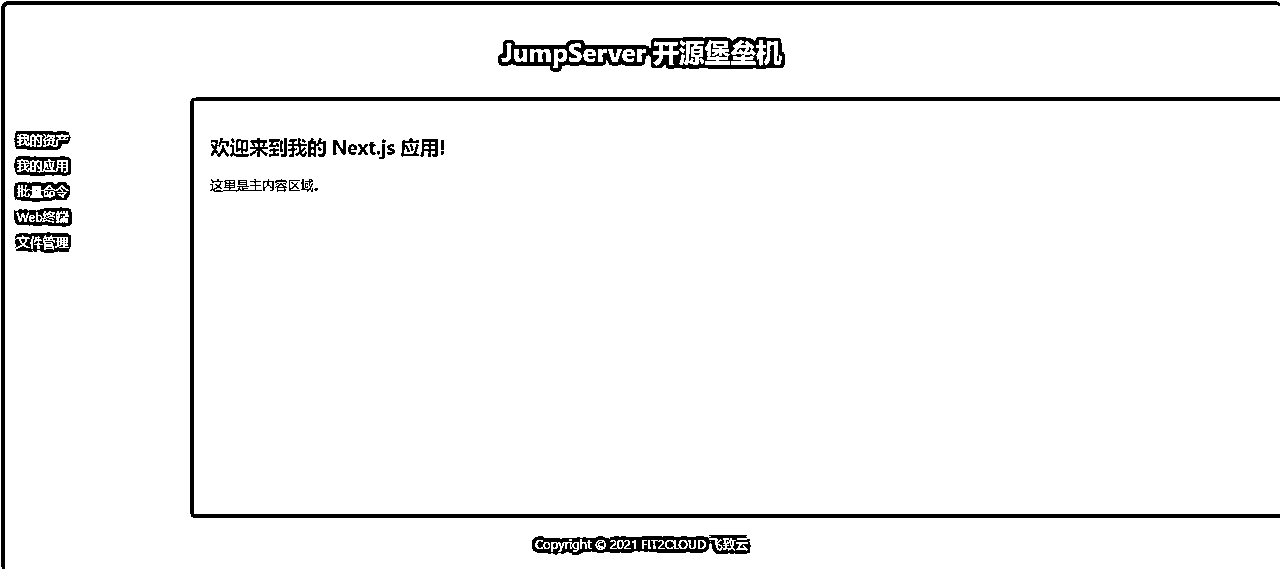 JumpServer 开源堡垒机
我的资产
我的应用
批量命令
Web终端
文件管理
欢迎来到我的 Next.js 应用!
这里是主内容区域。
Copyright © 2021 FIT2CLOUD 飞致云